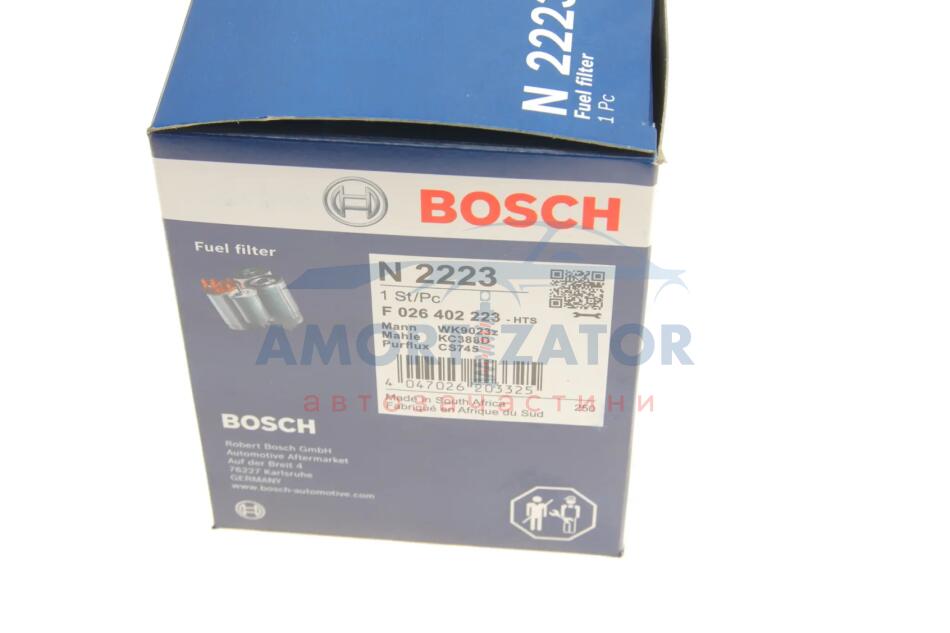 N 2223
Fuel filter
1 Pc
BOSCH
Fuel filter
N 2223
1 St/Pc
F 026 402 223 - HTS
Mann WK9023z
Mahle KC388D
Purflux CS745
AMORTIZATOR
4 047026 203325
автозапчастини
Made in South Africa
Fabriqué en Afrique du Sud
250
BOSCH
Robert Bosch GmbH
Automotive Aftermarket
Auf der Breit 4
76227 Karlsruhe
GERMANY
www.bosch-automotive.com